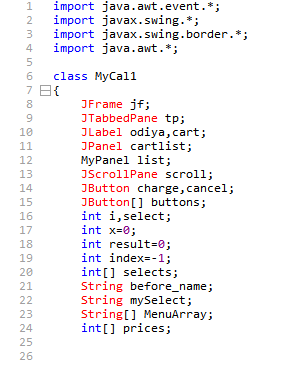 1 import java.awt.event.*;
2 import javax.swing.*;
3 import javax.swing.border.*;
4 import java.awt.*;
5
6 class MyCal1
7 {
8 JFrame jf;
9 JTabbedPane tp;
10 JLabel odiya,cart;
11 JPanel cartlist;
12 MyPanel list;
13 JScrollPane scroll;
14 JButton charge,cancel;
15 JButton[] buttons;
16 int i,select;
17 int x=0;
18 int result=0;
19 int index=-1;
20 int[] selects;
21 String before_name;
22 String mySelect;
23 String[] MenuArray;
24 int[] prices;
25
26